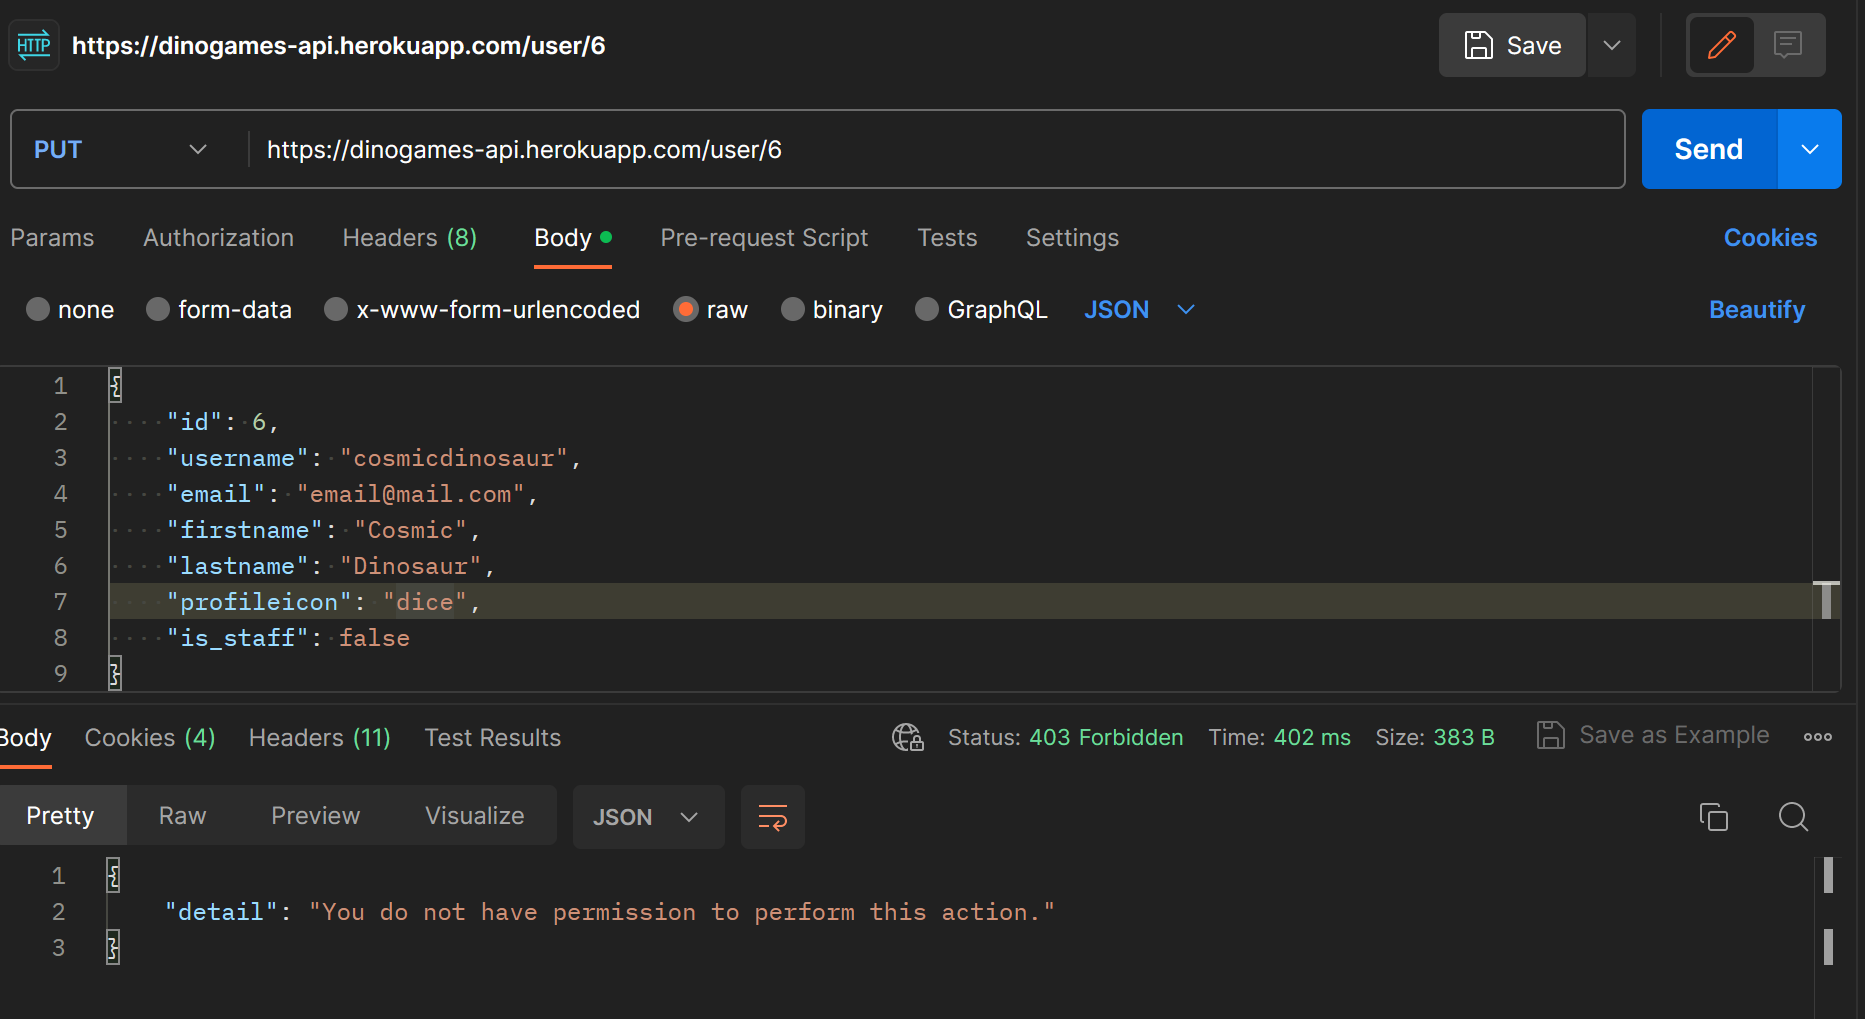 HTTP https://dinogames-api.herokuapp.com/user/6 Save
PUT https://dinogames-api.herokuapp.com/user/6 Send
Params Authorization Headers (8) Body Pre-request Script Tests Settings Cookies
none form-data x-www-form-urlencoded raw binary GraphQL JSON Beautify
1 {
2 "id": 6,
3 "username": "cosmicdinosaur",
4 "email": "email@mail.com",
5 "firstname": "Cosmic",
6 "lastname": "Dinosaur",
7 "profileicon": "dice",
8 "is_staff": false
9 }
Body Cookies (4) Headers (11) Test Results Status: 403 Forbidden Time: 402 ms Size: 383 B Save as Example
Pretty Raw Preview Visualize JSON
1 {
2 "detail": "You do not have permission to perform this action."
3 }